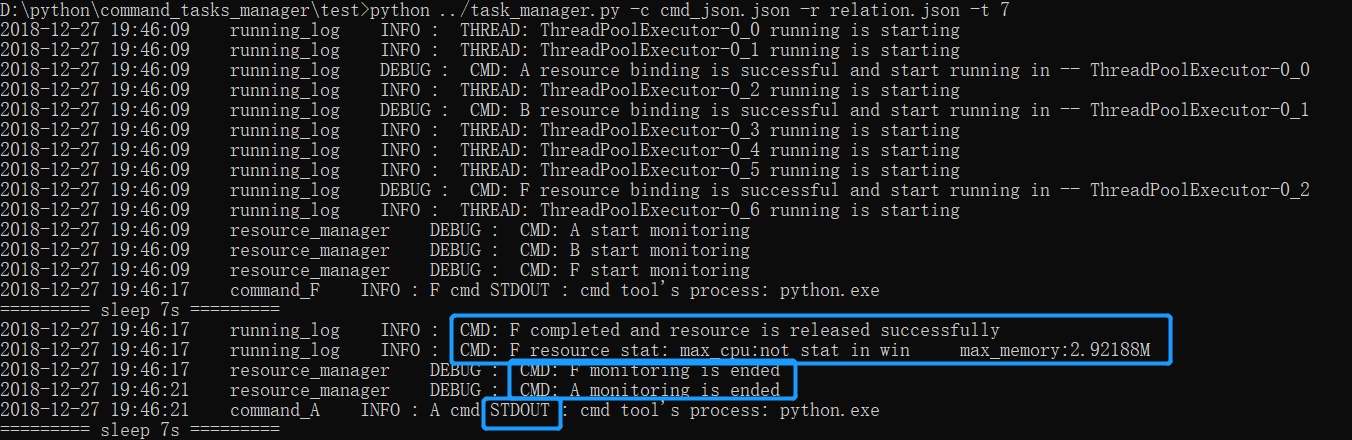 D:\python\command_tasks_manager\test>python ../task_manager.py -c cmd_json.json -r relation.json -t 7
2018-12-27 19:46:09    running_log    INFO :  THREAD: ThreadPoolExecutor-0_0 running is starting
2018-12-27 19:46:09    running_log    INFO :  THREAD: ThreadPoolExecutor-0_1 running is starting
2018-12-27 19:46:09    running_log    DEBUG :  CMD: A resource binding is successful and start running in -- ThreadPoolExecutor-0_0
2018-12-27 19:46:09    running_log    INFO :  THREAD: ThreadPoolExecutor-0_2 running is starting
2018-12-27 19:46:09    running_log    DEBUG :  CMD: B resource binding is successful and start running in -- ThreadPoolExecutor-0_1
2018-12-27 19:46:09    running_log    INFO :  THREAD: ThreadPoolExecutor-0_3 running is starting
2018-12-27 19:46:09    running_log    INFO :  THREAD: ThreadPoolExecutor-0_4 running is starting
2018-12-27 19:46:09    running_log    INFO :  THREAD: ThreadPoolExecutor-0_5 running is starting
2018-12-27 19:46:09    running_log    DEBUG :  CMD: F resource binding is successful and start running in -- ThreadPoolExecutor-0_2
2018-12-27 19:46:09    running_log    INFO :  THREAD: ThreadPoolExecutor-0_6 running is starting
2018-12-27 19:46:09    resource_manager    DEBUG :  CMD: A start monitoring
2018-12-27 19:46:09    resource_manager    DEBUG :  CMD: B start monitoring
2018-12-27 19:46:09    resource_manager    DEBUG :  CMD: F start monitoring
2018-12-27 19:46:17    command_F    INFO : F cmd STDOUT : cmd tool's process: python.exe
========= sleep 7s =========
2018-12-27 19:46:17    running_log    INFO :  CMD: F completed and resource is released successfully
2018-12-27 19:46:17    running_log    INFO :  CMD: F resource stat: max_cpu:not stat in win     max_memory:2.92188M
2018-12-27 19:46:17    resource_manager    DEBUG :  CMD: F monitoring is ended
2018-12-27 19:46:21    resource_manager    DEBUG :  CMD: A monitoring is ended
2018-12-27 19:46:21    command_A    INFO : A cmd STDOUT : cmd tool's process: python.exe
========= sleep 7s =========